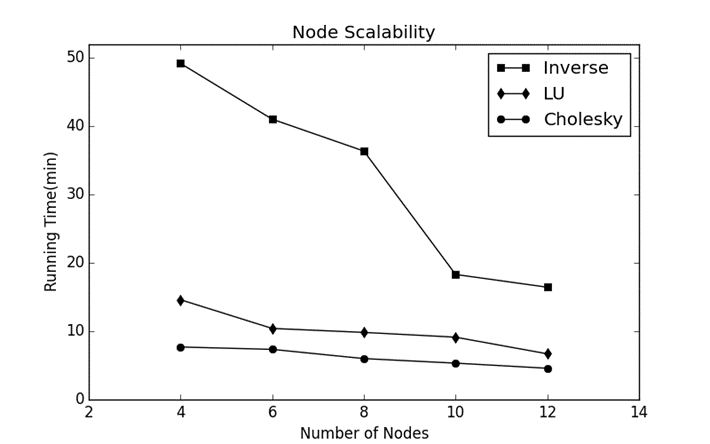 Node Scalability
Inverse
LU
Cholesky
Running Time(min)
50
40
30
20
10
0
2 4 6 8 10 12 14
Number of Nodes